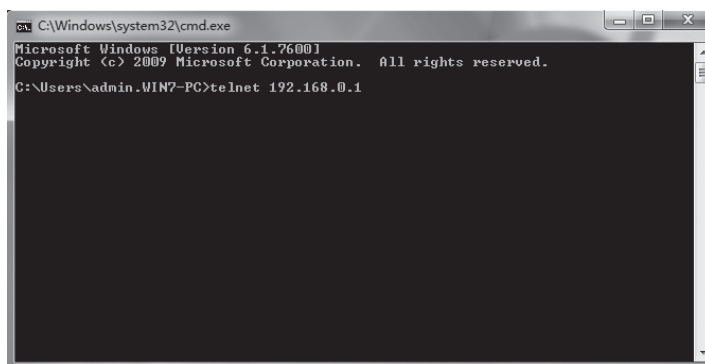 C:\Windows\system32\cmd.exe
Microsoft Windows [Version 6.1.7600]
Copyright (c) 2009 Microsoft Corporation.  All rights reserved.
C:\Users\admin.WIN7-PC>telnet 192.168.0.1